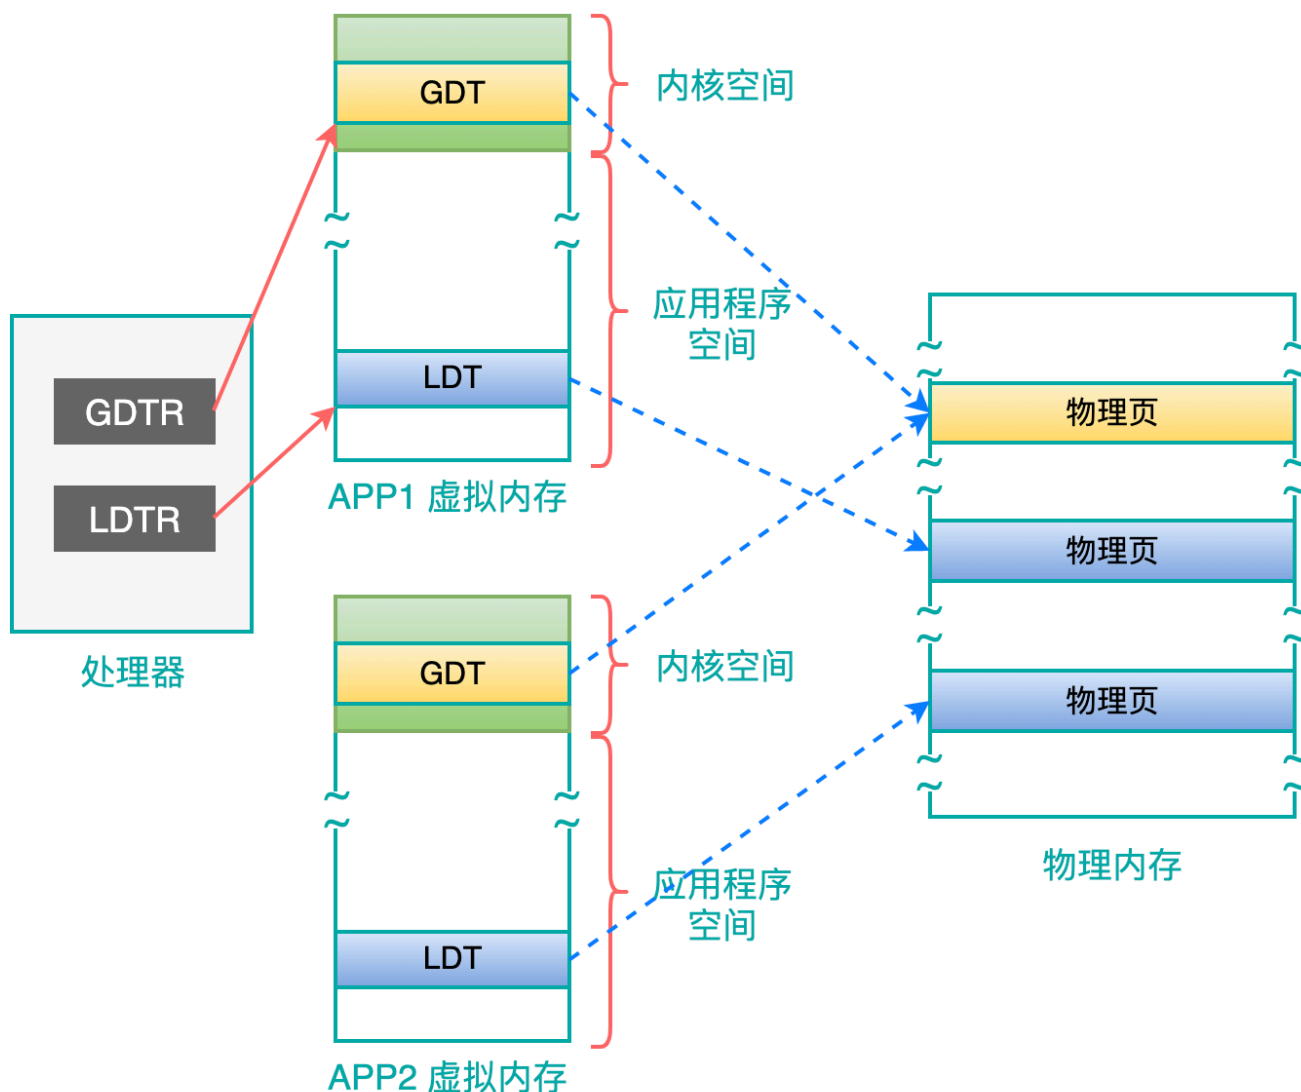 GDT
内核空间
应用程序
空间
LDT
APP1 虚拟内存
GDTR
LDTR
处理器
GDT
内核空间
应用程序
空间
LDT
APP2 虚拟内存
物理页
物理页
物理页
物理内存